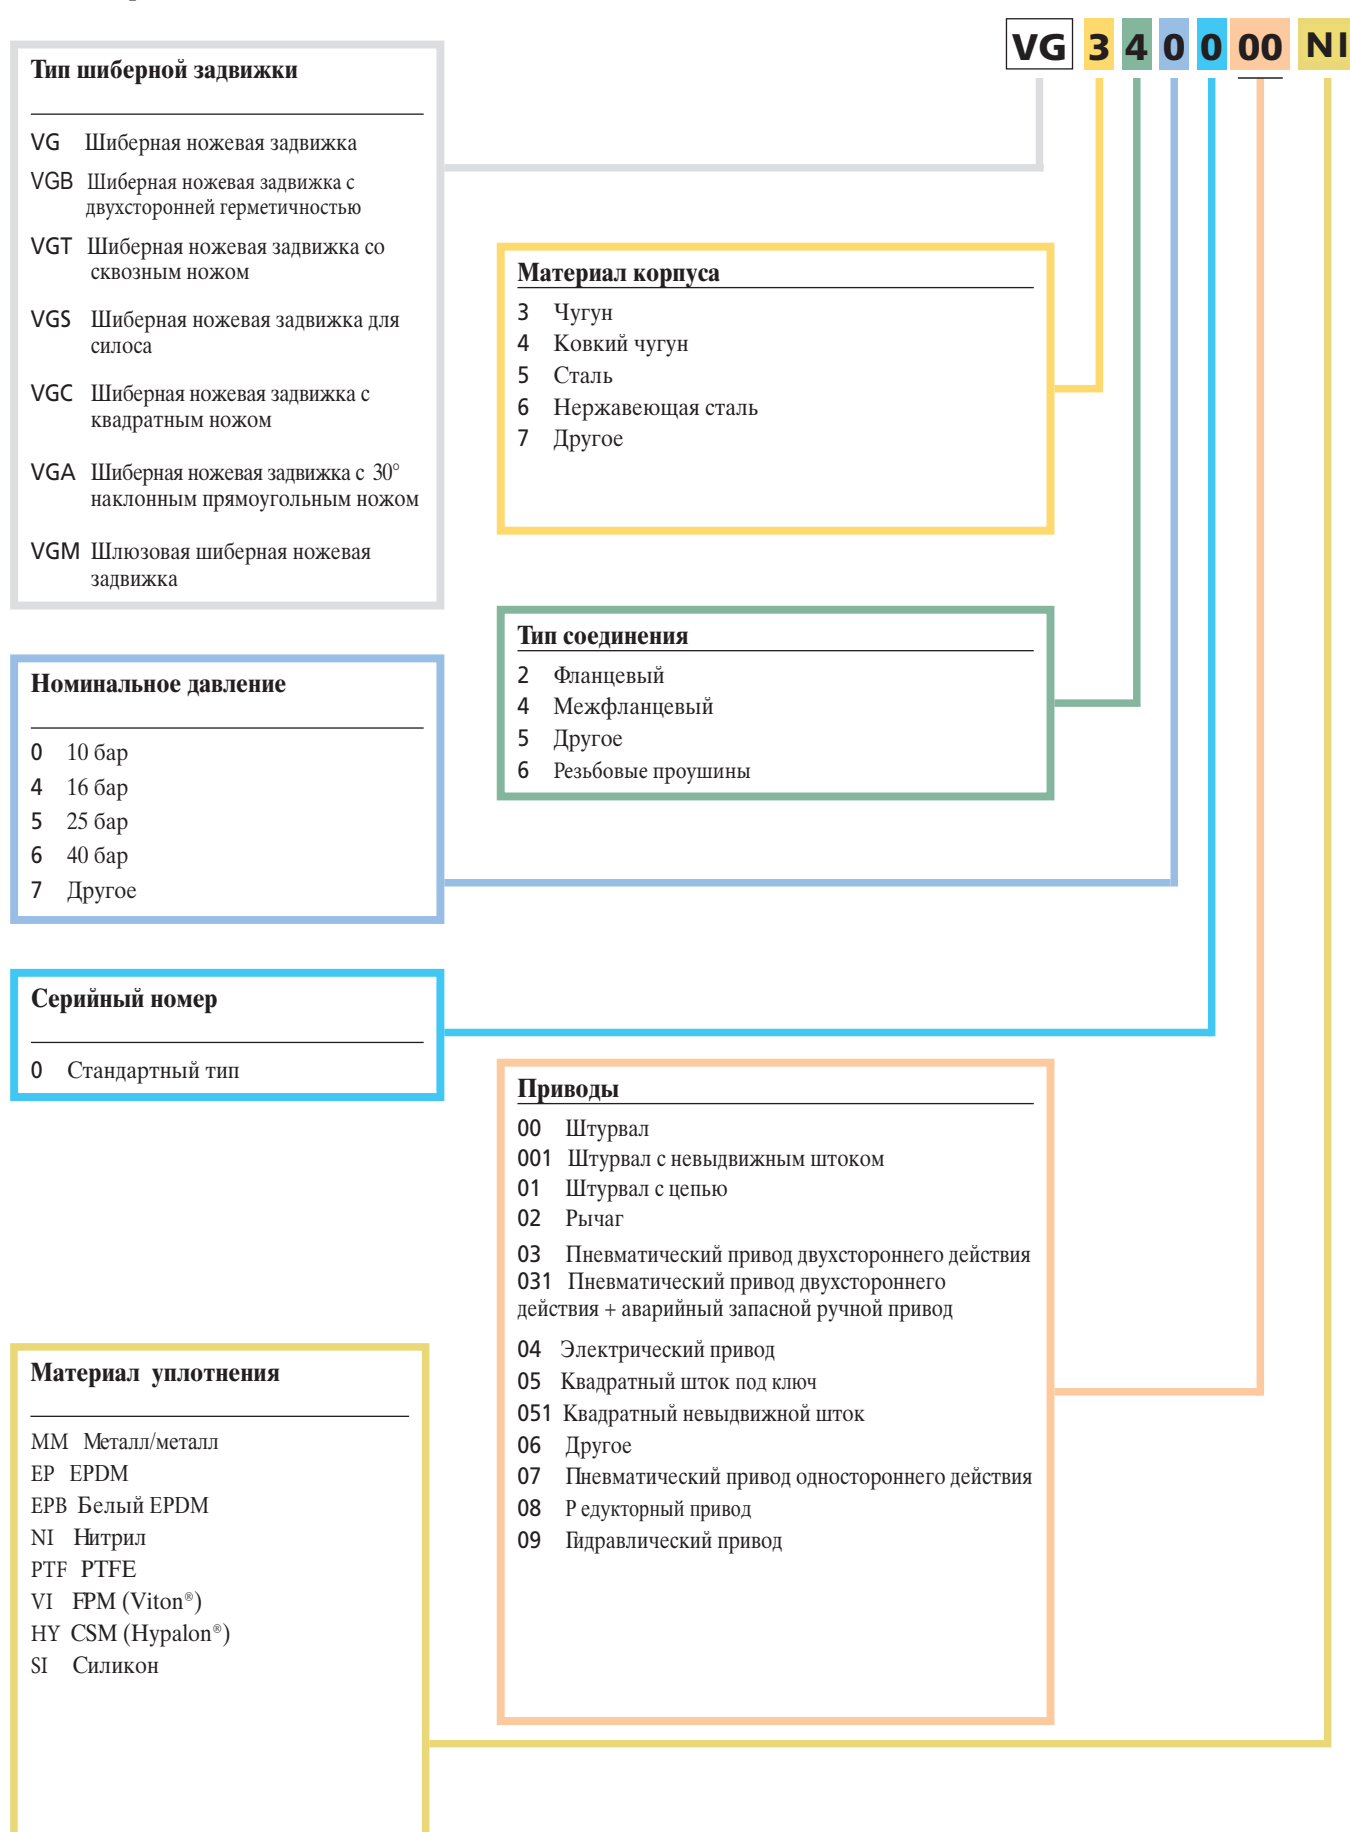 VG 3 4 0 0 00 NI
Тип шиберной задвижки
VG Шиберная ножевая задвижка
VGB Шиберная ножевая задвижка с
двухсторонней герметичностью
VGT Шиберная ножевая задвижка со
сквозным ножом
VGS Шиберная ножевая задвижка для
силоса
VGC Шиберная ножевая задвижка с
квадратным ножом
VGA Шиберная ножевая задвижка с 30°
наклонным прямоугольным ножом
VGM Шлюзовая шиберная ножевая
задвижка
Материал корпуса
3 Чугун
4 Ковкий чугун
5 Сталь
6 Нержавеющая сталь
7 Другое
Тип соединения
2 Фланцевый
4 Межфланцевый
5 Другое
6 Резьбовые проушины
Номинальное давление
0 10 бар
4 16 бар
5 25 бар
6 40 бар
7 Другое
Серийный номер
0 Стандартный тип
Приводы
00 Штурвал
001 Штурвал с невыдвижным штоком
01 Штурвал с цепью
02 Рычаг
03 Пневматический привод двухстороннего действия
031 Пневматический привод двухстороннего
действия + аварийный запасной ручной привод
04 Электрический привод
05 Квадратный шток под ключ
051 Квадратный невыдвижной шток
06 Другое
07 Пневматический привод одностороннего действия
08 Р едукторный привод
09 Гидравлический привод
Материал уплотнения
MM Металл/металл
EP EPDM
EPB Белый EPDM
NI Нитрил
PTF PTFE
VI FPM (Viton®)
HY CSM (Hypalon®)
SI Силикон